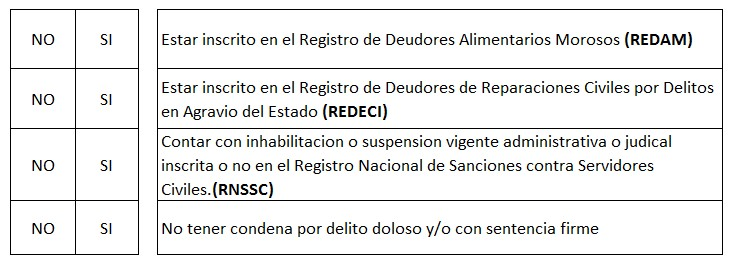 NO SI Estar inscrito en el Registro de Deudores Alimentarios Morosos (REDAM)
NO SI Estar inscrito en el Registro de Deudores de Reparaciones Civiles por Delitos
en Agravio del Estado (REDECI)
NO SI Contar con inhabilitacion o suspension vigente administrativa o judicial
inscrita o no en el Registro Nacional de Sanciones contra Servidores
Civiles.(RNSSC)
NO SI No tener condena por delito doloso y/o con sentencia firme